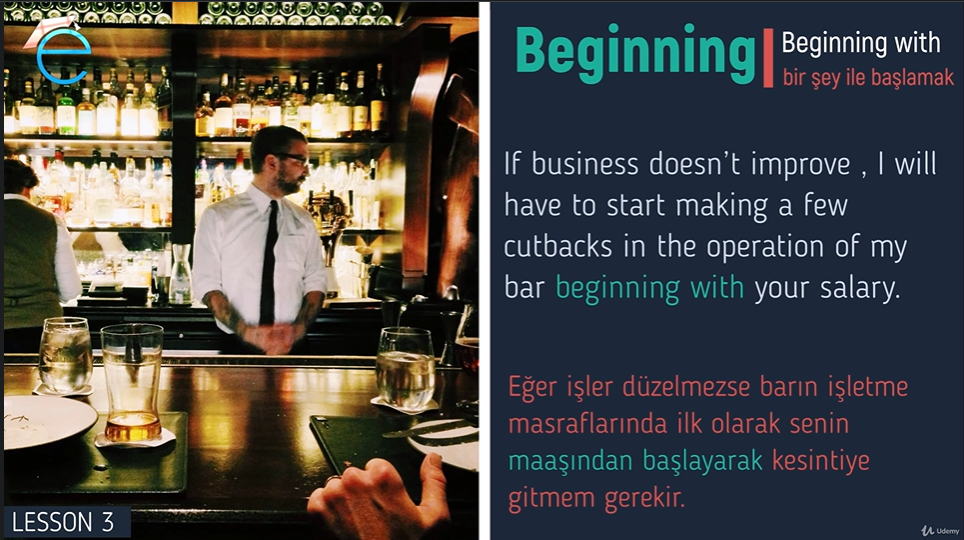 Beginning
Beginning with
bir şey ile başlamak
If business doesn't improve , I will
have to start making a few
cutbacks in the operation of my
bar beginning with your salary.
Eğer işler düzelmezse barın işletme
masraflarında ilk olarak senin
maaşından başlayarak kesintiye
gitmem gerekir.
LESSON 3
Udemy